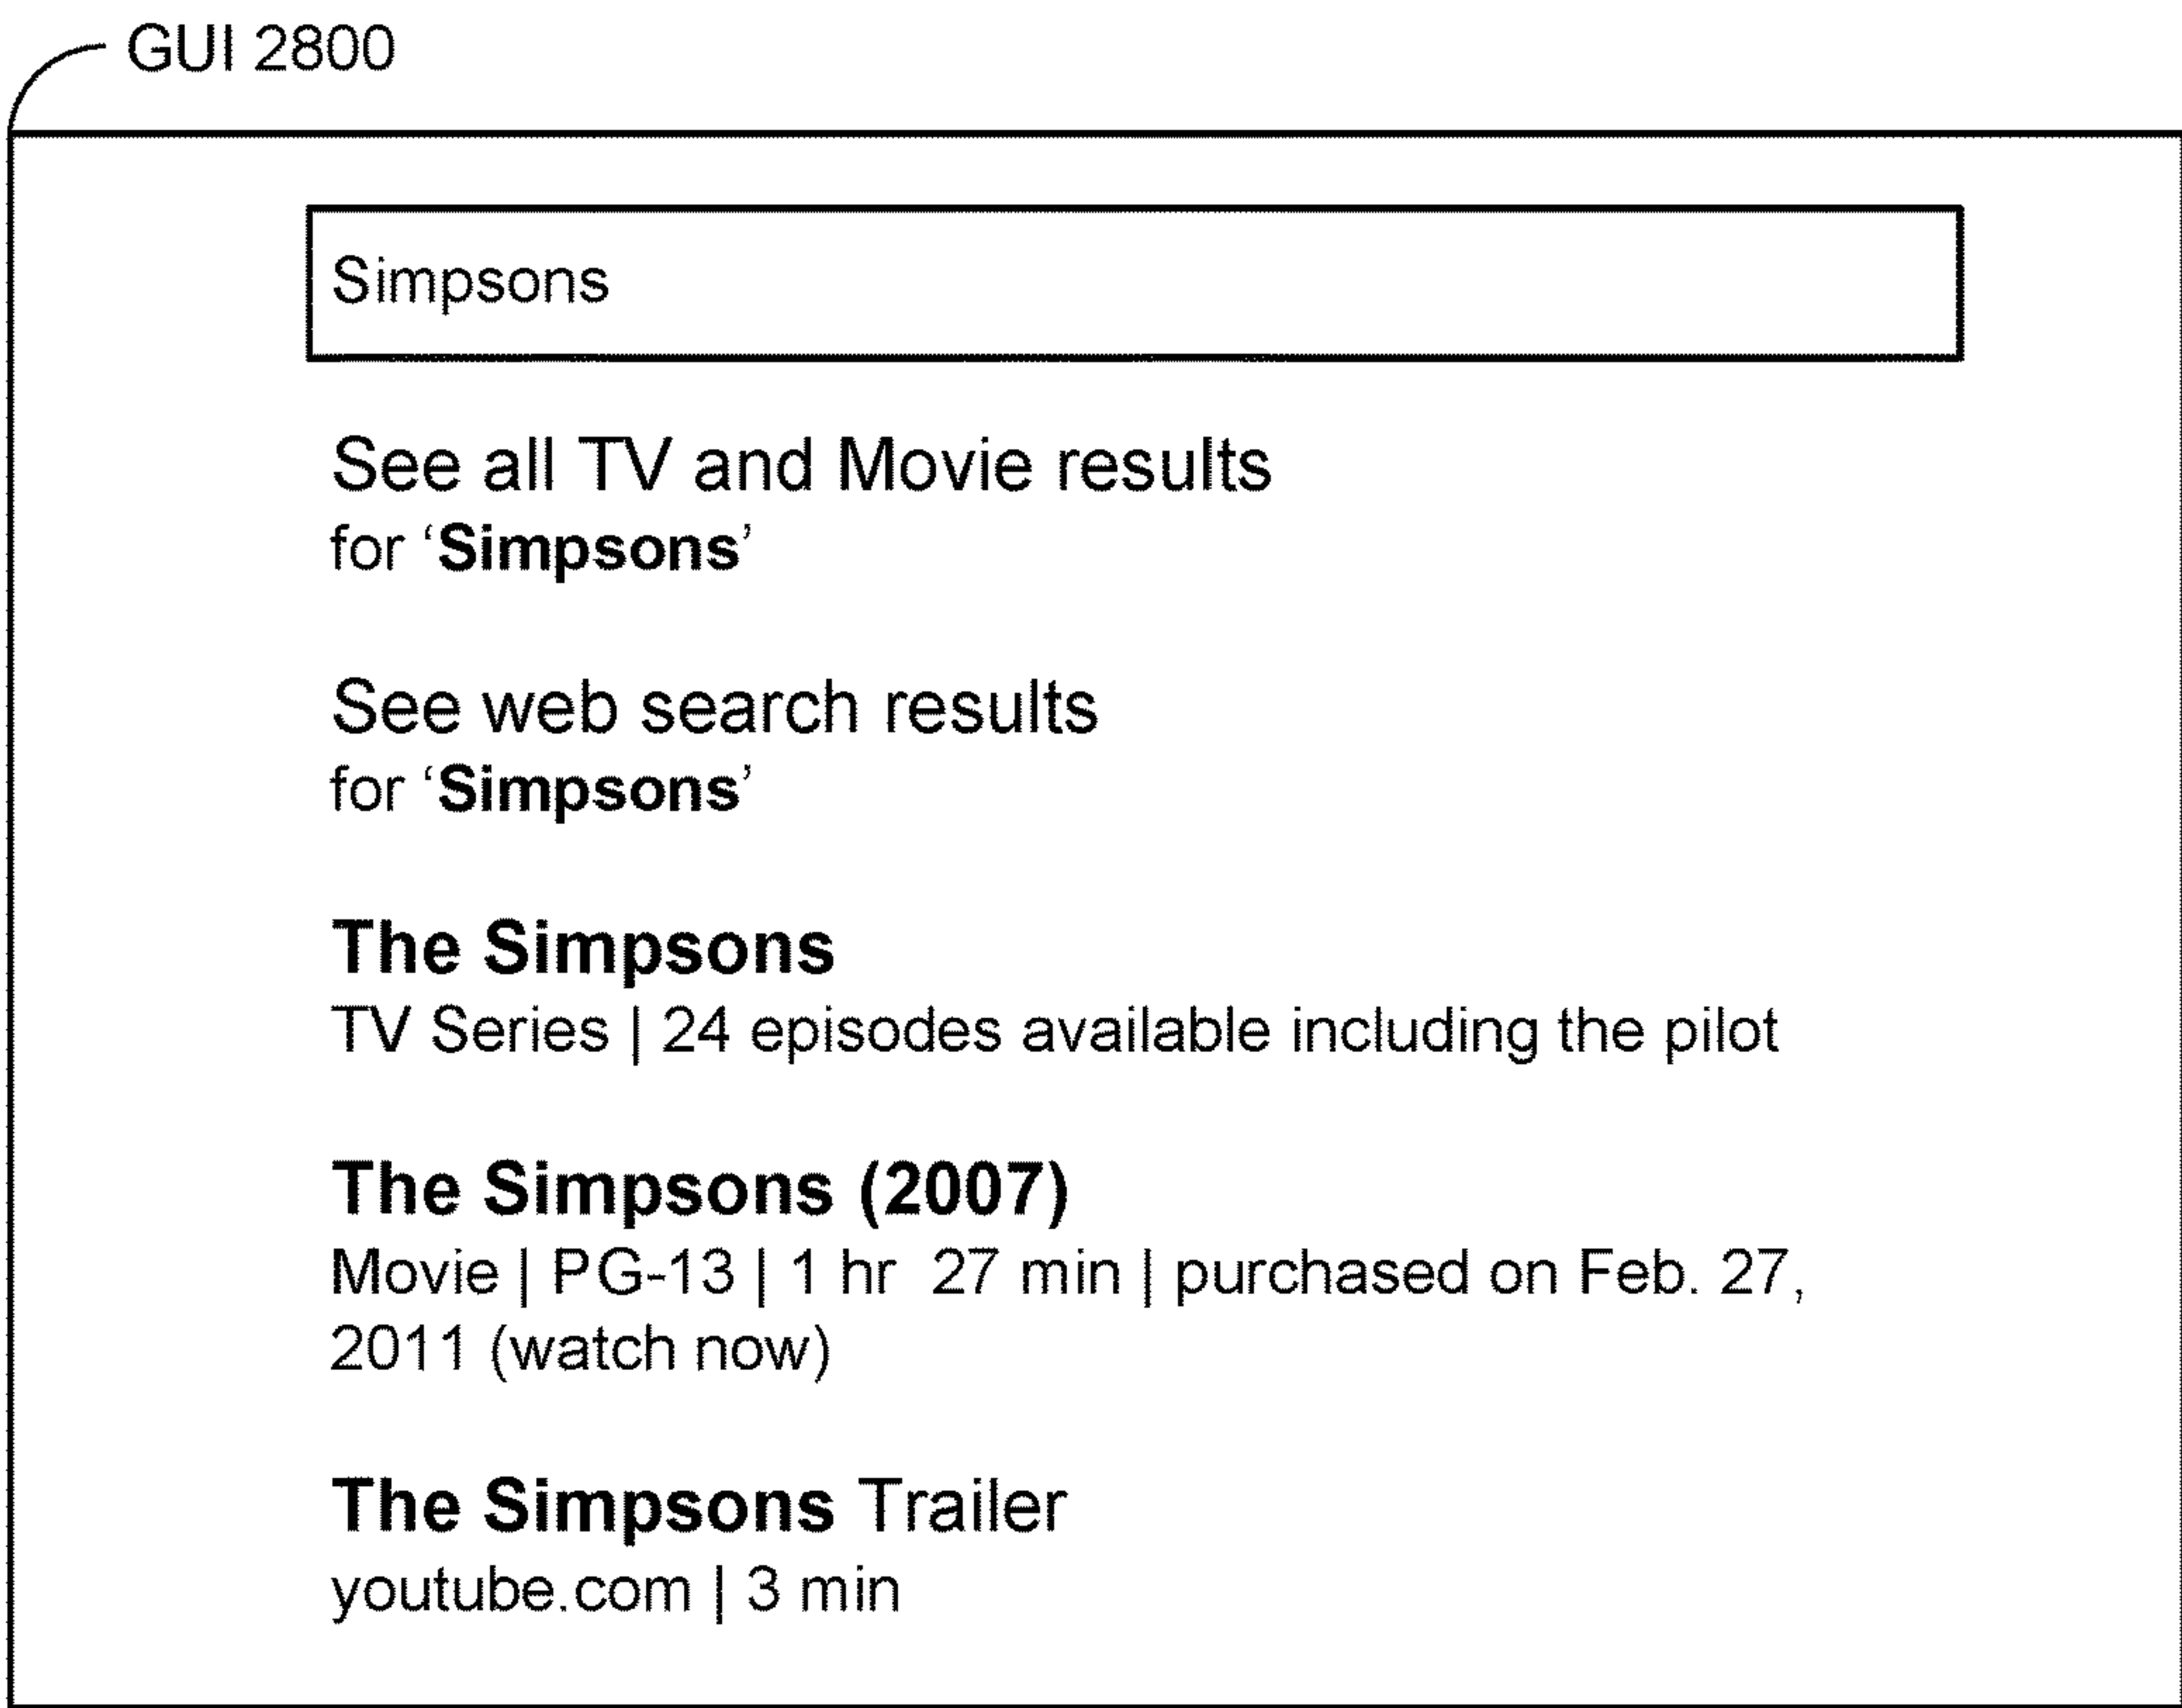 GUI 2800
Simpsons
See all TV and Movie results
for ‘Simpsons’
See web search results
for ‘Simpsons’
The Simpsons
TV Series | 24 episodes available including the pilot
The Simpsons (2007)
Movie | PG-13 | 1 hr 27 min | purchased on Feb. 27,
2011 (watch now)
The Simpsons Trailer
youtube.com | 3 min